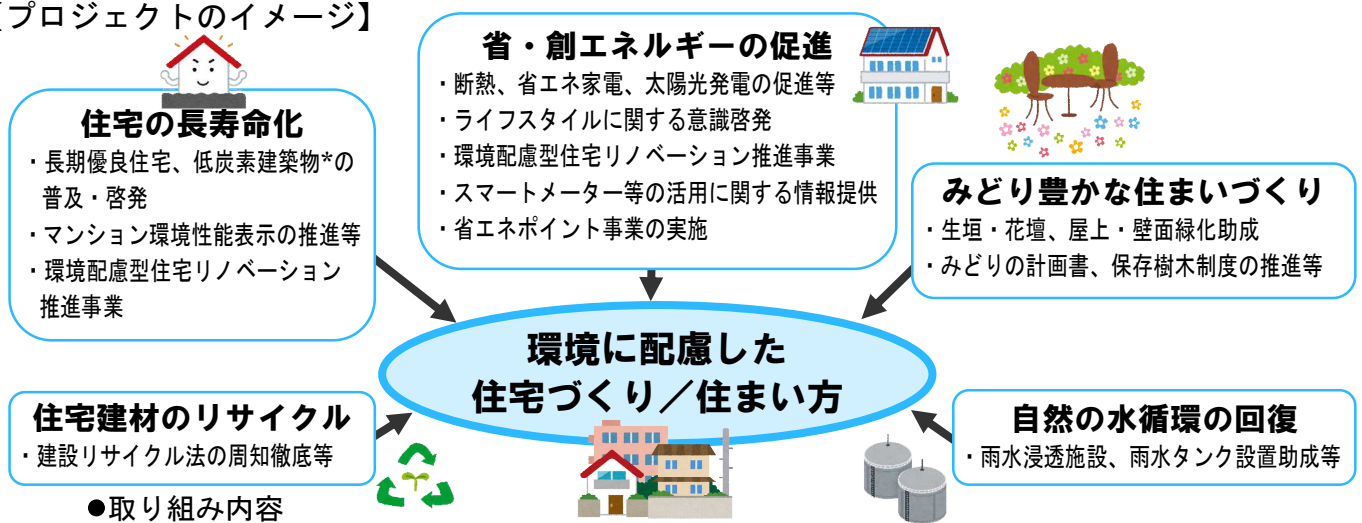 【プロジェクトのイメージ】
住宅の長寿命化
・長期優良住宅、低炭素建築物*の
普及・啓発
・マンション環境性能表示の推進等
・環境配慮型住宅リノベーション
推進事業
省・創エネルギーの促進
・断熱、省エネ家電、太陽光発電の促進等
・ライフスタイルに関する意識啓発
・環境配慮型住宅リノベーション推進事業
・スマートメーター等の活用に関する情報提供
・省エネポイント事業の実施
みどり豊かな住まいづくり
・生垣・花壇、屋上・壁面緑化助成
・みどりの計画書、保存樹木制度の推進等
環境に配慮した
住宅づくり／住まい方
住宅建材のリサイクル
・建設リサイクル法の周知徹底等
自然の水循環の回復
・雨水浸透施設、雨水タンク設置助成等
●取り組み内容